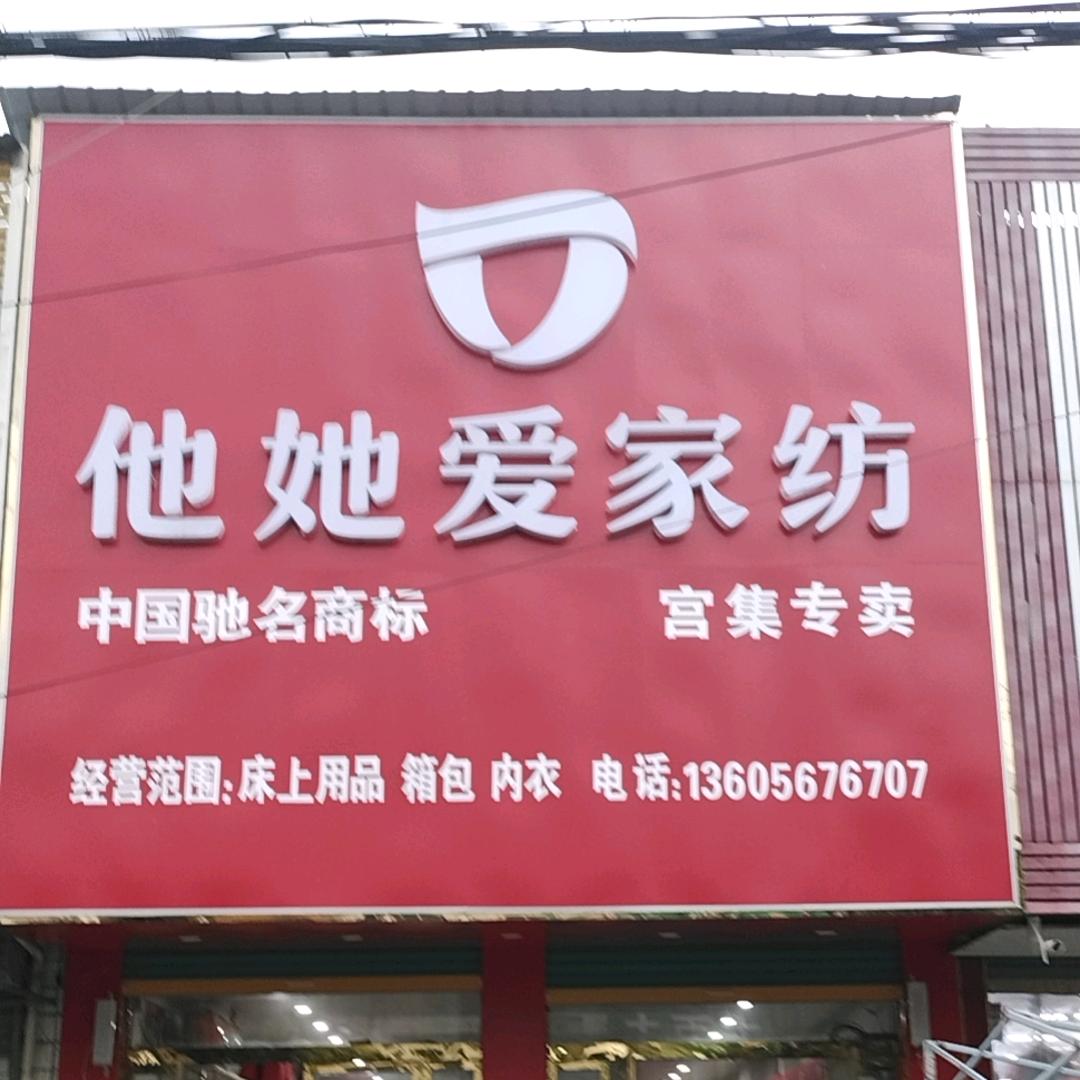 他她爱家纺
中国驰名商标 宫集专卖
经营范围:床上用品 箱包 内衣 电话:13605676707